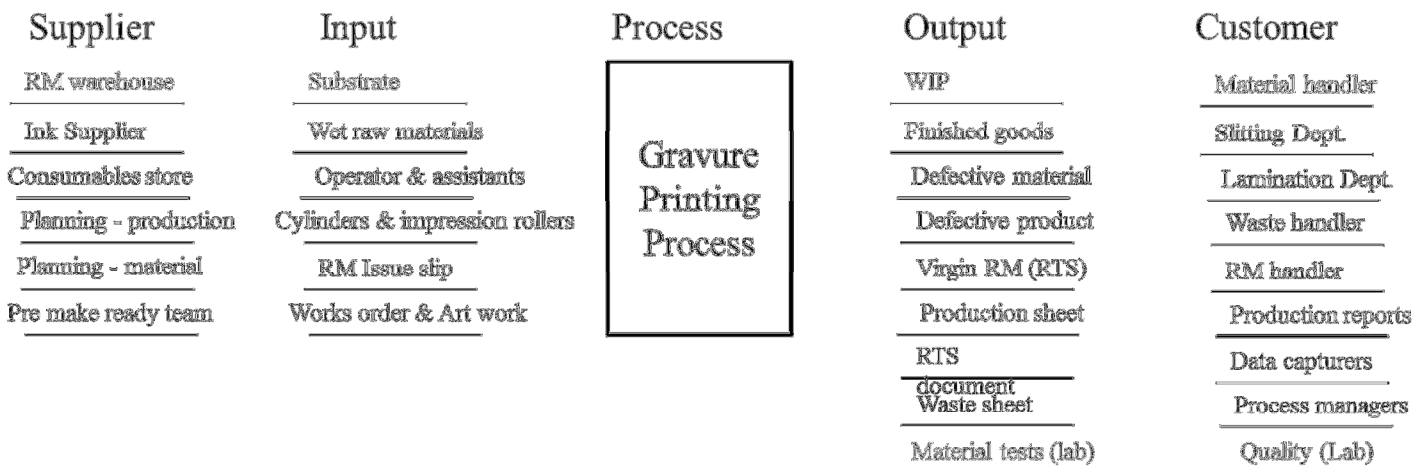 Supplier
Input
Process
Output
Customer
RM warehouse
Substrate
WIP
Material handler
Ink Supplier
Wet raw materials
Finished goods
Slitting Dept.
Consumables store
Operator & assistants
Defective material
Lamination Dept.
Planning - production
Cylinders & impression rollers
Defective product
Waste handler
Planning - material
RM Issue slip
Virgin RM (RTS)
RM handler
Pre make ready team
Works order & Art work
Gravure
Printing
Process
Production sheet
Production reports
RTS
document
Data capturers
Waste sheet
Process managers
Material tests (lab)
Quality (Lab)